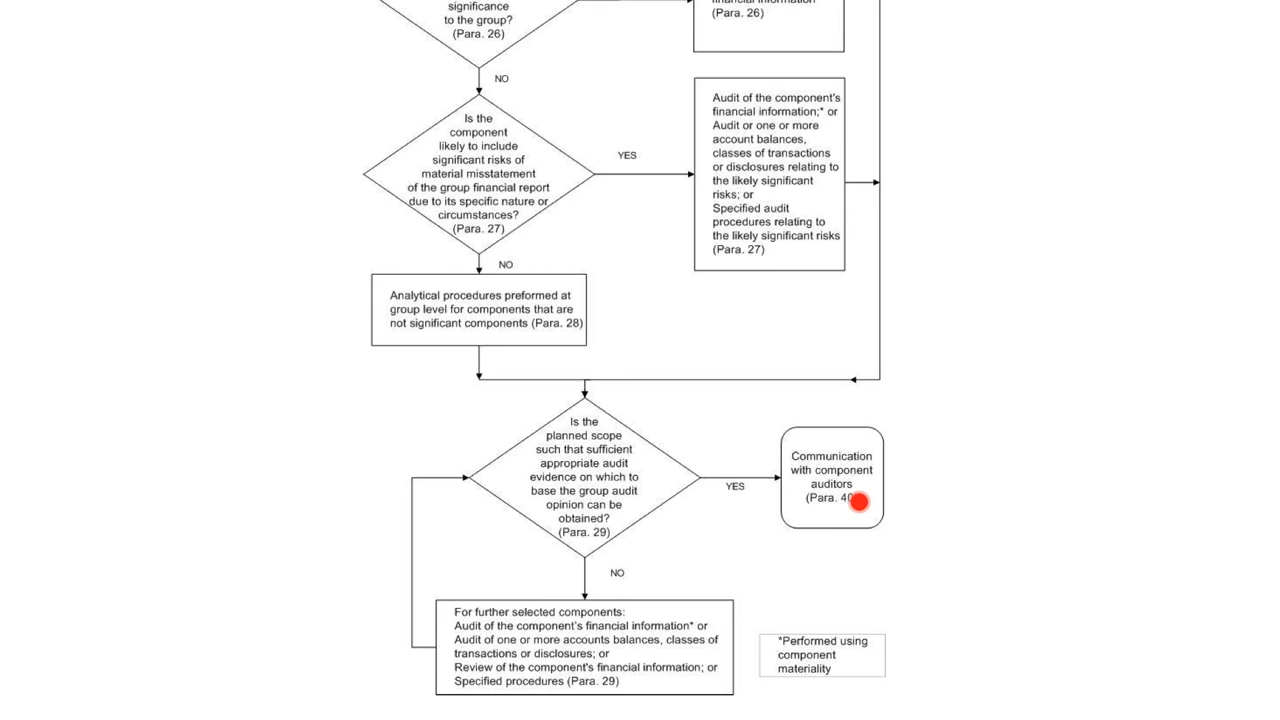 significance
to the group?
(Para. 26)
(Para. 26)
NO
Is the
component
likely to include
significant risks of
material misstatement
of the group financial report
due to its specific nature or
circumstances?
(Para. 27)
YES
Audit of the component's
financial information;* or
Audit or one or more
account balances,
classes of transactions
or disclosures relating to
the likely significant
risks; or
Specified audit
procedures relating to
the likely significant risks
(Para. 27)
NO
Analytical procedures preformed at
group level for components that are
not significant components (Para. 28)
Is the
planned scope
such that sufficient
appropriate audit
evidence on which to
base the group audit
opinion can be
obtained?
(Para. 29)
YES
Communication
with component
auditors
(Para.
NO
For further selected components:
Audit of the component's financial information* or
Audit of one or more accounts balances, classes of
transactions or disclosures; or
Review of the component's financial information; or
Specified procedures (Para. 29)
*Performed using
component
materiality